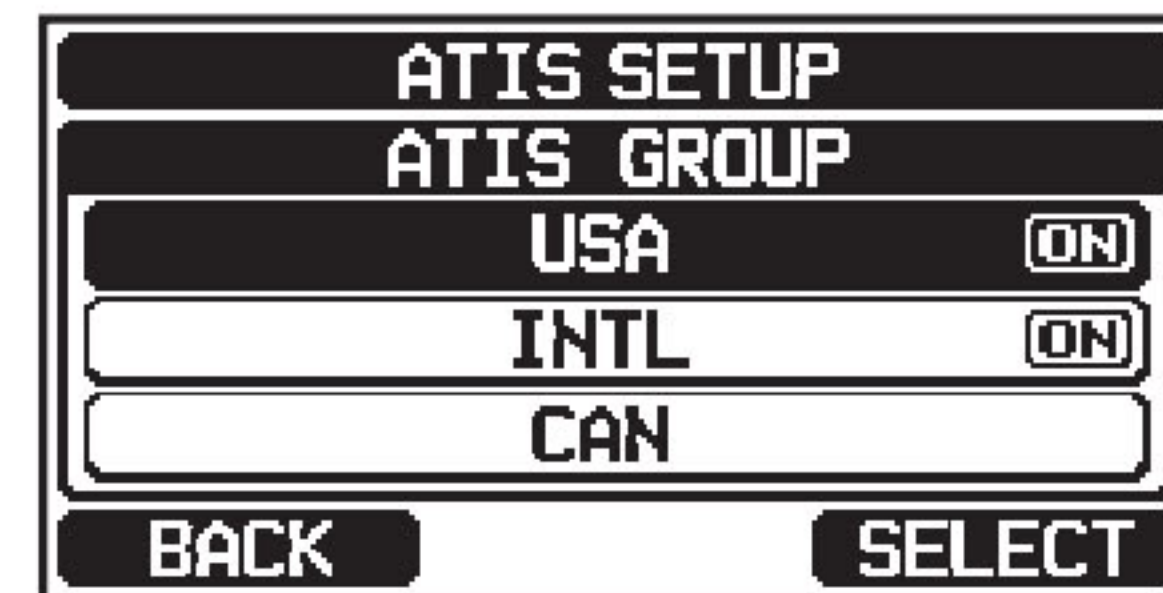 ATIS SETUP
ATIS GROUP
USA ON
INTL ON
CAN
BACK SELECT